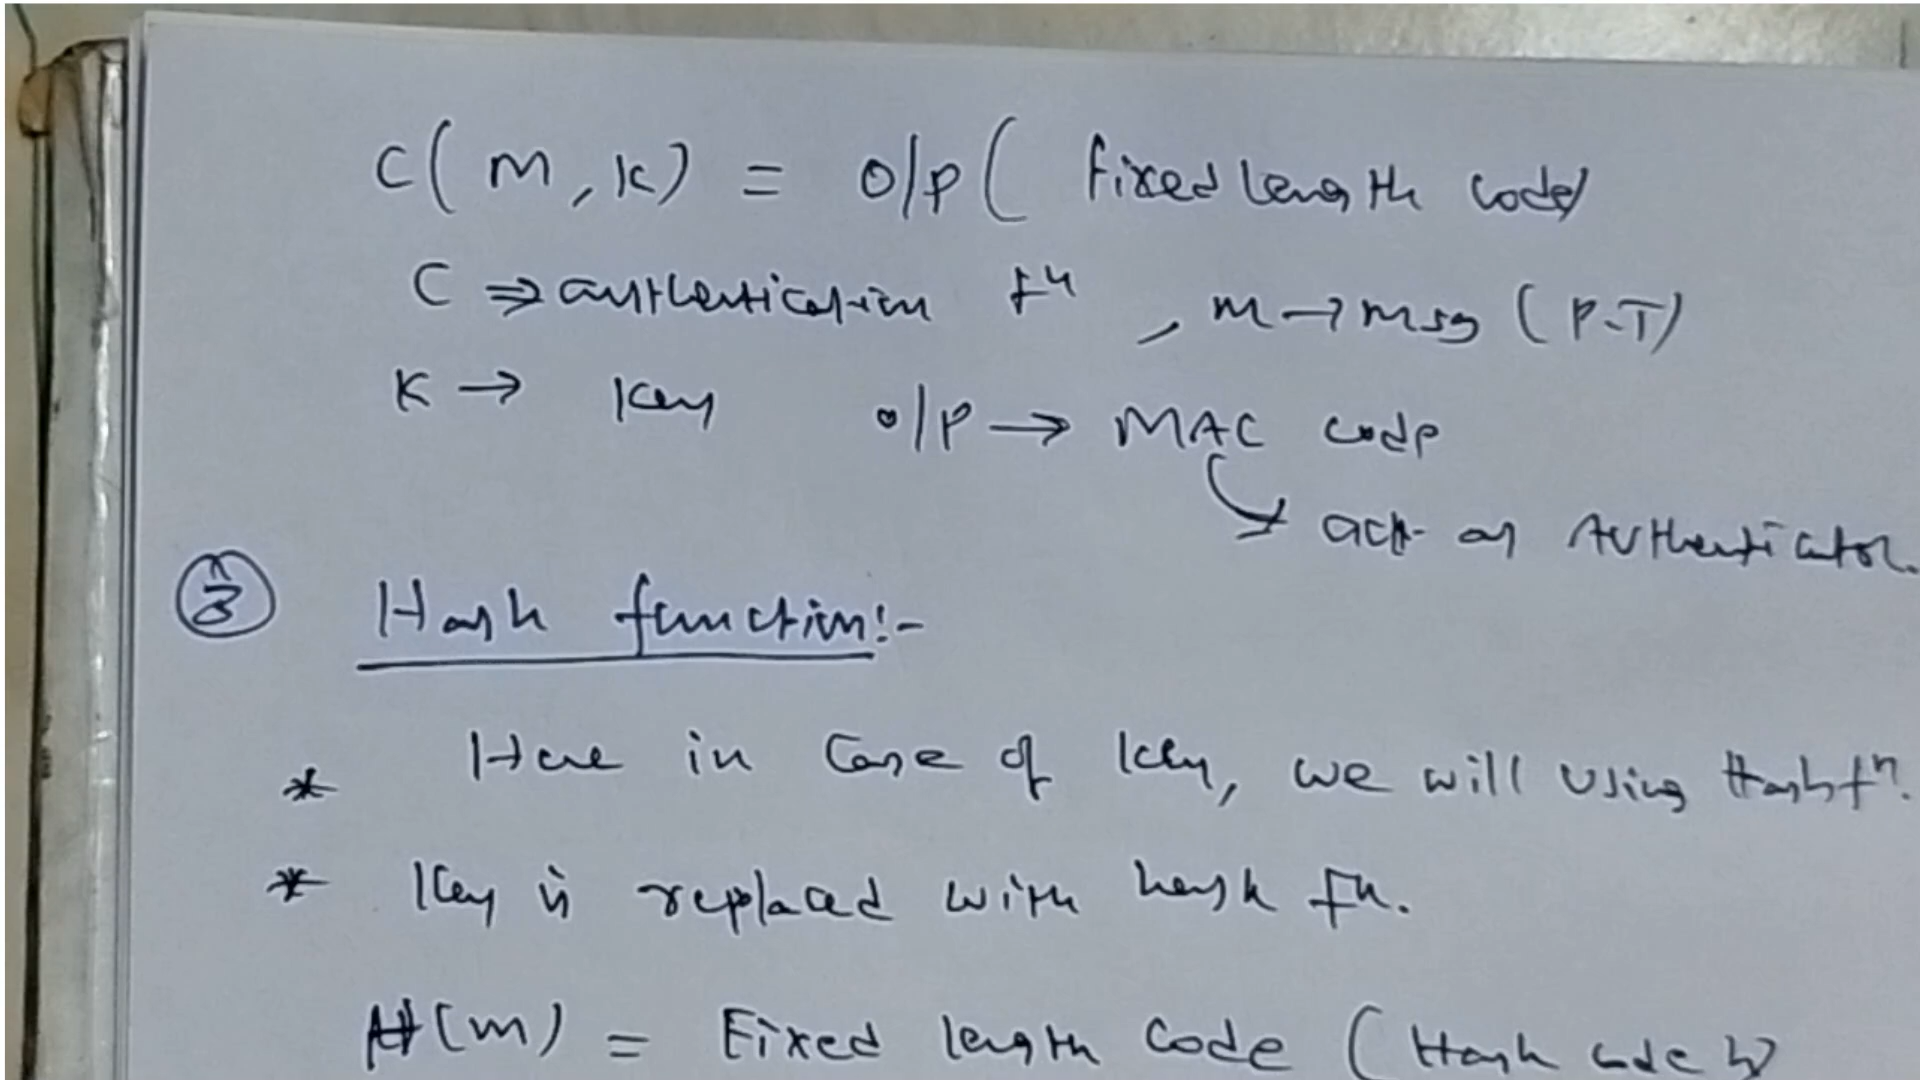 C(M,K) = o/p ( fixed length code)
C ⇒ authentication fn, m → msg (P.T)
K → key o/p → MAC code
↳ act as Authenticator.
③ Hash function:-
* Here in case of key, we will using Hash fn.
* Key is replaced with hash fn.
H(m) = Fixed length code (Hash code h)